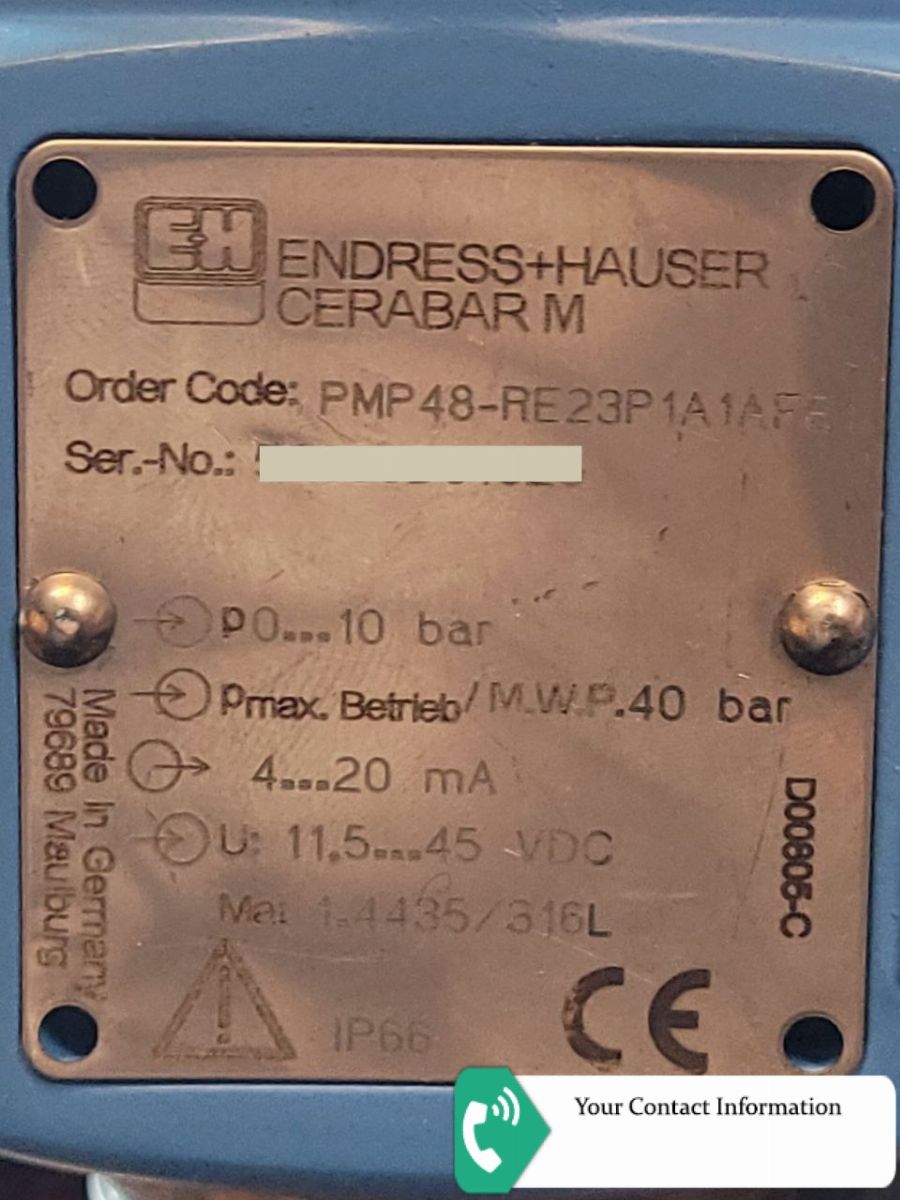 E+H
ENDRESS+HAUSER
CERABAR M
Order Code: PMP48-RE23P1A1AF
Ser.-No.:
p 0....10 bar
pmax. Betrieb/M.W.P.40 bar
4....20 mA
U: 11,5....45 VDC
Mat 1.4435/316L
IP66
CE
Made In Germany
79689 Maulburg
D00805-C
Your Contact Information